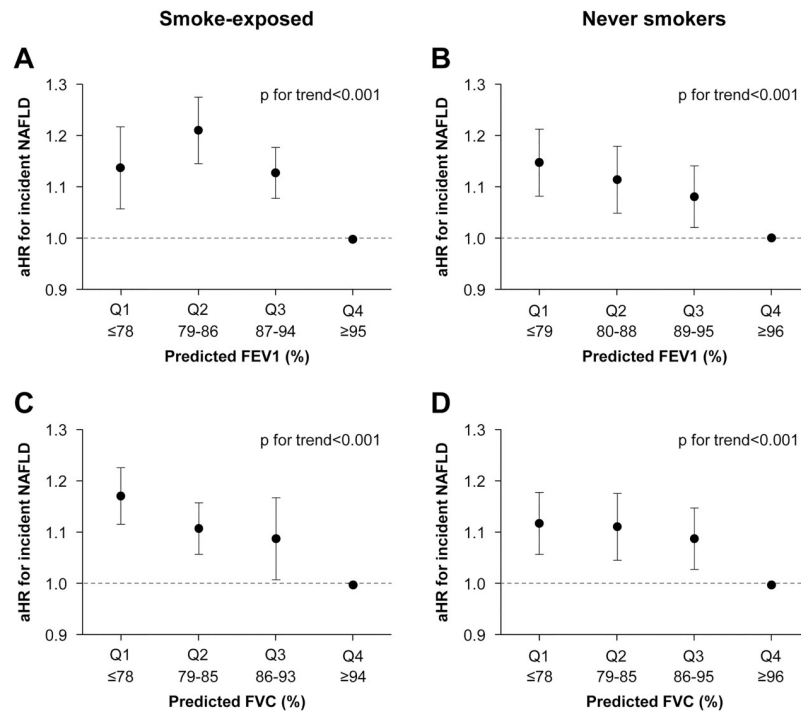 Smoke-exposed
Never smokers
A
p for trend<0.001
aHR for incident NAFLD
1.3
1.2
1.1
1.0
0.9
Q1 Q2 Q3 Q4
≤78 79-86 87-94 ≥95
Predicted FEV1 (%)
B
p for trend<0.001
aHR for incident NAFLD
1.3
1.2
1.1
1.0
0.9
Q1 Q2 Q3 Q4
≤79 80-88 89-95 ≥96
Predicted FEV1 (%)
C
p for trend<0.001
aHR for incident NAFLD
1.3
1.2
1.1
1.0
0.9
Q1 Q2 Q3 Q4
≤78 79-85 86-93 ≥94
Predicted FVC (%)
D
p for trend<0.001
aHR for incident NAFLD
1.3
1.2
1.1
1.0
0.9
Q1 Q2 Q3 Q4
≤78 79-85 86-95 ≥96
Predicted FVC (%)